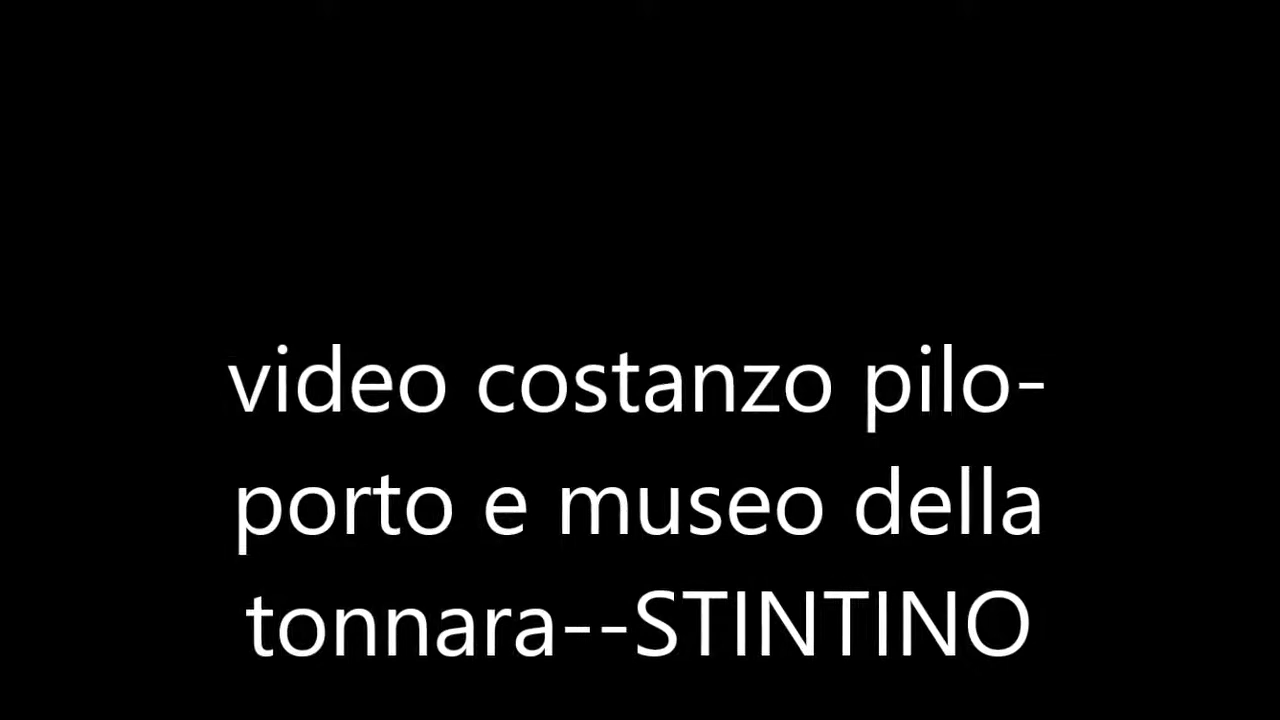 video costanzo pilo-
porto e museo della
tonnara--STINTINO